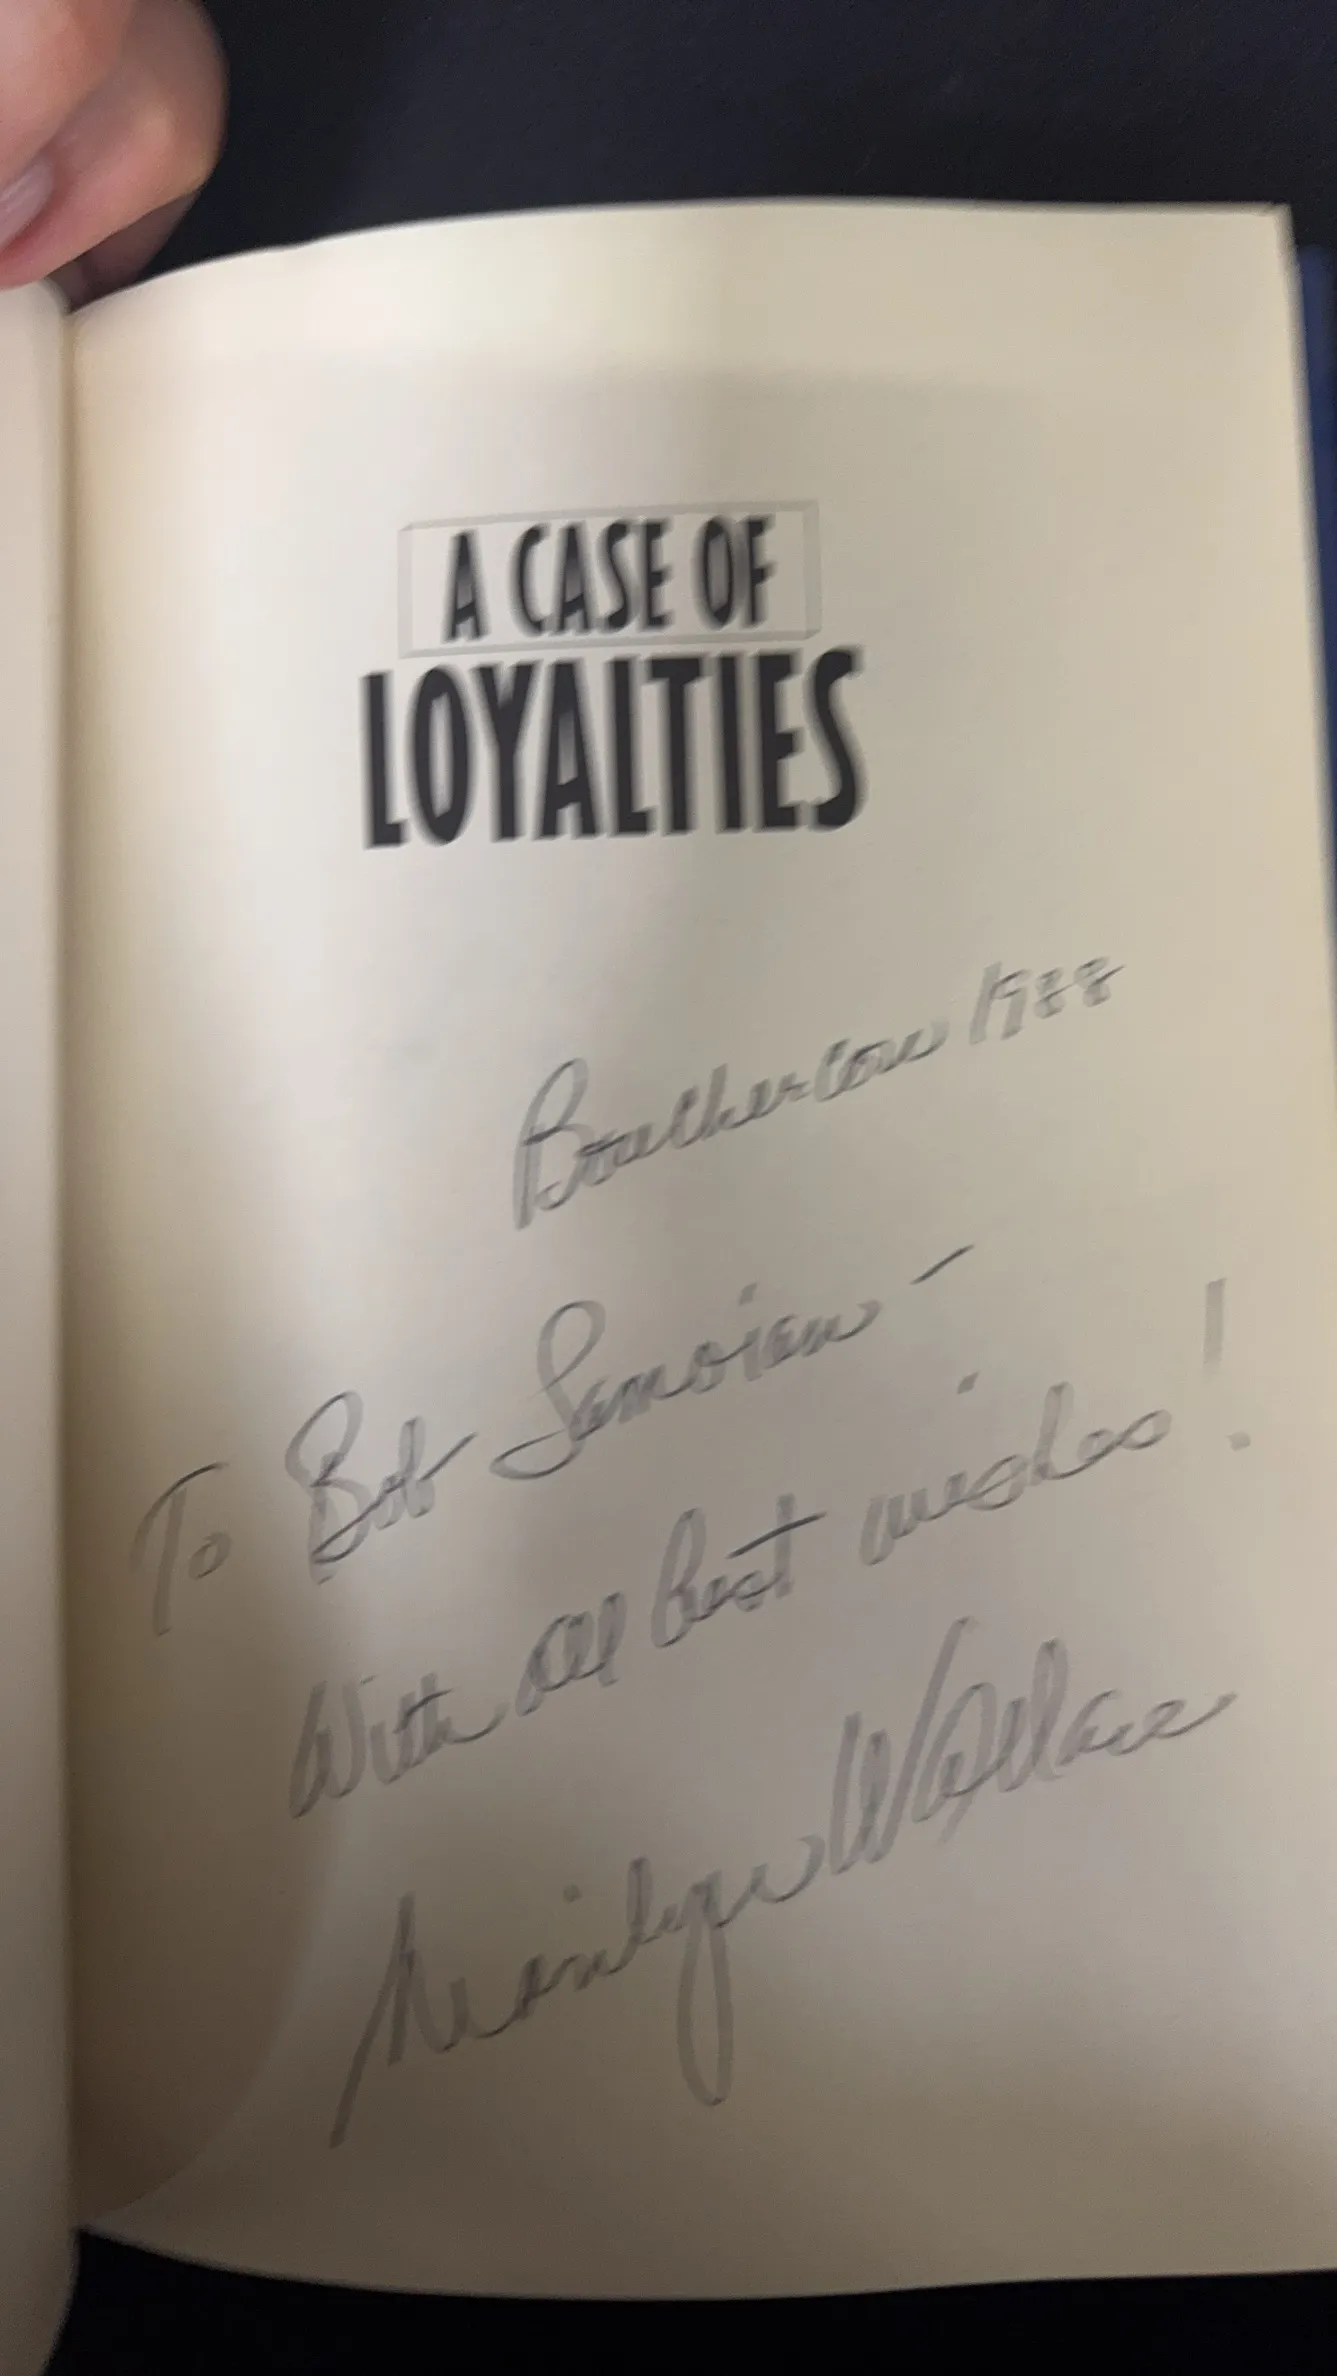 A CASE OF
LOYALTIES
Bouchercon 1988
To Bob Samoian -
With all best wishes!
Marilyn Wallace